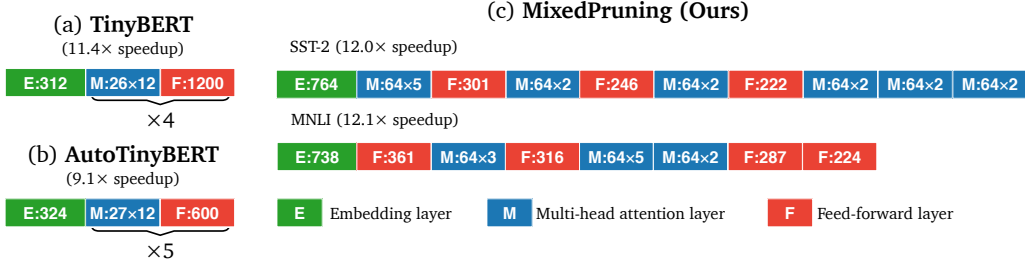 (a) TinyBERT
(11.4× speedup)
E:312 M:26×12 F:1200
×4
(b) AutoTinyBERT
(9.1× speedup)
E:324 M:27×12 F:600
×5
(c) MixedPruning (Ours)
SST-2 (12.0× speedup)
E:764 M:64×5 F:301 M:64×2 F:246 M:64×2 F:222 M:64×2 M:64×2 M:64×2
MNLI (12.1× speedup)
E:738 F:361 M:64×3 F:316 M:64×5 M:64×2 F:287 F:224
E Embedding layer M Multi-head attention layer F Feed-forward layer